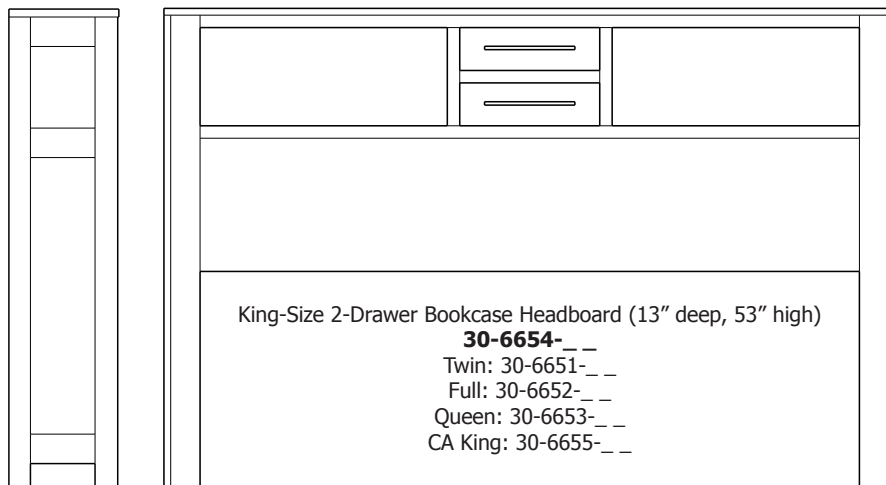 King-Size 2-Drawer Bookcase Headboard (13” deep, 53” high)
30-6654-_ _
Twin: 30-6651-_ _
Full: 30-6652-_ _
Queen: 30-6653-_ _
CA King: 30-6655-_ _